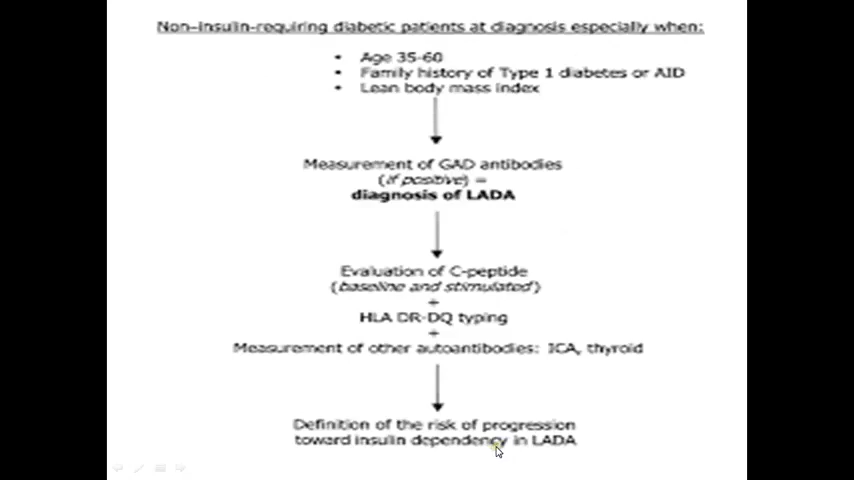 Non-insulin-requiring diabetic patients at diagnosis especially when:
• Age 35-60
• Family history of Type 1 diabetes or AID
• Lean body mass index
Measurement of GAD antibodies
(if positive) =
diagnosis of LADA
Evaluation of C-peptide
(baseline and stimulated)
+
HLA DR-DQ typing
+
Measurement of other autoantibodies: ICA, thyroid
Definition of the risk of progression
toward insulin dependency in LADA